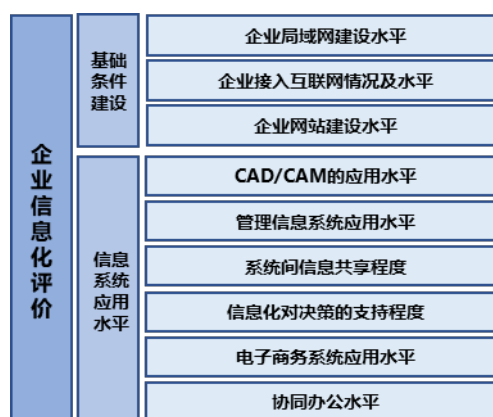 企业信息化评价
基础
条件
建设
企业局域网建设水平
企业接入互联网情况及水平
企业网站建设水平
信息
系统
应用
水平
CAD/CAM的应用水平
管理信息系统应用水平
系统间信息共享程度
信息化对决策的支持程度
电子商务系统应用水平
协同办公水平